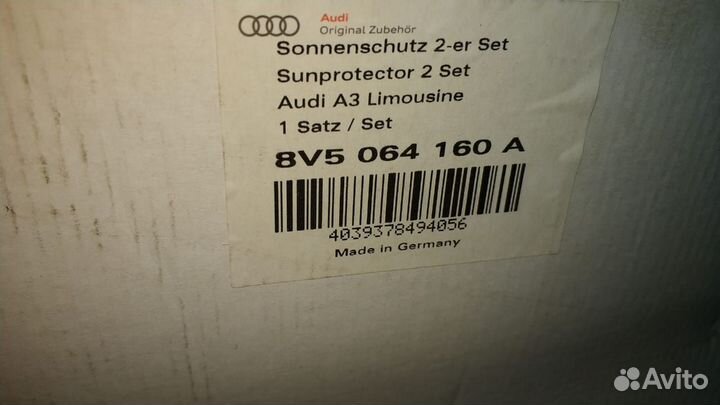 Audi
Original Zubehör
Sonnenschutz 2-er Set
Sunprotector 2 Set
Audi A3 Limousine
1 Satz / Set
8V5 064 160 A
4039378494056
Made in Germany
Avito